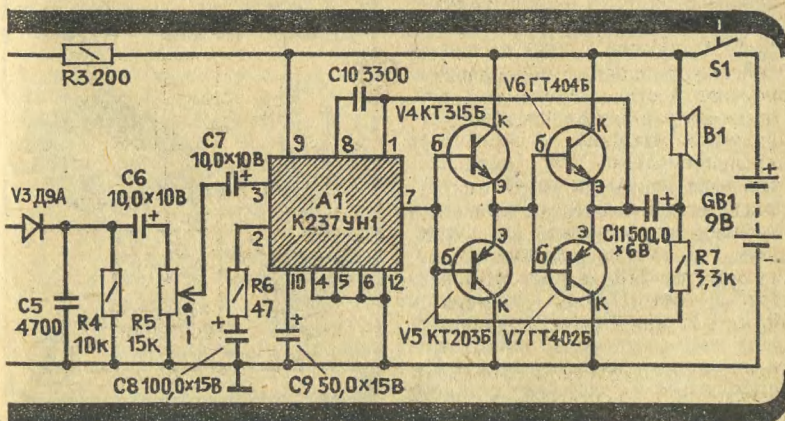 R3 200
C10 3300
V6 ГТ404Б
S1
V4 КТ315Б
К
К
C7
10,0×10В
+
9
8
1
б
б
B1
V3 Д9А
C6
10,0×10В
+
3
A1
К237УН1
7
Э
Э
+
GB1
9В
–
2
10
4
5
6
12
Э
Э
+
C11 500,0
×6В
б
б
R7
3,3к
C5
4700
R4
10к
R5
15к
R6
47
+
+
К
К
V5 КТ203Б
V7 ГТ402Б
C8 100,0×15В
C9 50,0×15В